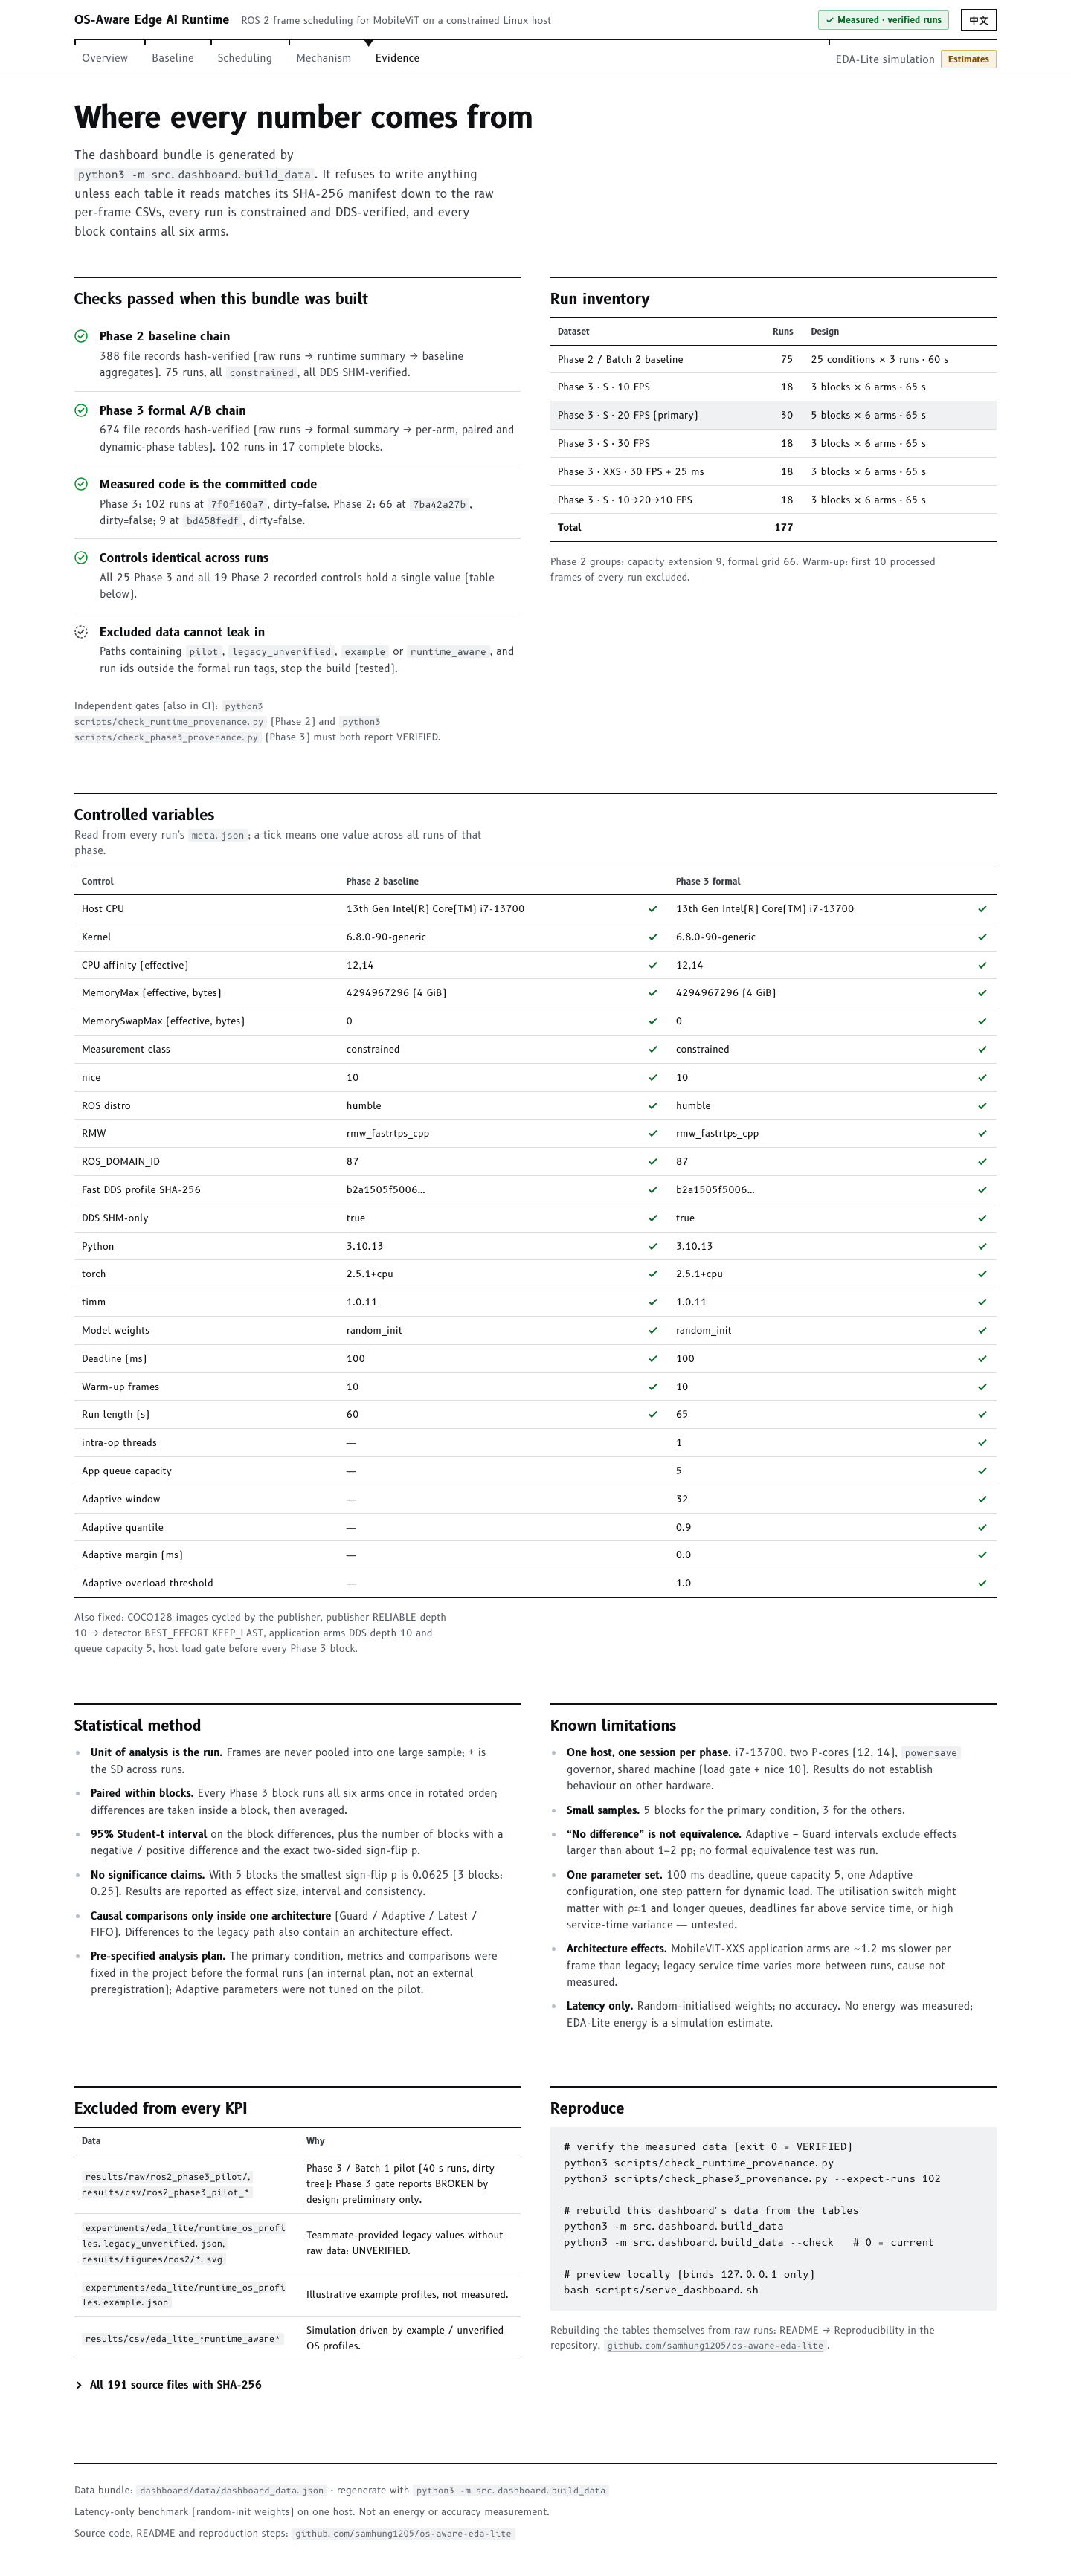 OS-Aware Edge AI Runtime ROS 2 frame scheduling for MobileViT on a constrained Linux host ✓ Measured · verified runs 中文
Overview Baseline Scheduling Mechanism Evidence EDA-Lite simulation Estimates
Where every number comes from
The dashboard bundle is generated by
python3 -m src.dashboard.build_data. It refuses to write anything
unless each table it reads matches its SHA-256 manifest down to the raw
per-frame CSVs, every run is constrained and DDS-verified, and every
block contains all six arms.
Checks passed when this bundle was built
Phase 2 baseline chain
388 file records hash-verified (raw runs → runtime summary → baseline
aggregates). 75 runs, all constrained, all DDS SHM-verified.
Phase 3 formal A/B chain
674 file records hash-verified (raw runs → formal summary → per-arm, paired and
dynamic-phase tables). 102 runs in 17 complete blocks.
Measured code is the committed code
Phase 3: 102 runs at 7f0f160a7, dirty=false. Phase 2: 66 at 7ba42a27b,
dirty=false; 9 at bd458fedf, dirty=false.
Controls identical across runs
All 25 Phase 3 and all 19 Phase 2 recorded controls hold a single value (table
below).
Excluded data cannot leak in
Paths containing pilot, legacy_unverified, example or runtime_aware, and
run ids outside the formal run tags, stop the build (tested).
Independent gates (also in CI): python3
scripts/check_runtime_provenance.py (Phase 2) and python3
scripts/check_phase3_provenance.py (Phase 3) must both report VERIFIED.
Run inventory
Dataset Runs Design
Phase 2 / Batch 2 baseline 75 25 conditions × 3 runs · 60 s
Phase 3 · S · 10 FPS 18 3 blocks × 6 arms · 65 s
Phase 3 · S · 20 FPS (primary) 30 5 blocks × 6 arms · 65 s
Phase 3 · S · 30 FPS 18 3 blocks × 6 arms · 65 s
Phase 3 · XXS · 30 FPS + 25 ms 18 3 blocks × 6 arms · 65 s
Phase 3 · S · 10→20→10 FPS 18 3 blocks × 6 arms · 65 s
Total 177
Phase 2 groups: capacity extension 9, formal grid 66. Warm-up: first 10 processed
frames of every run excluded.
Controlled variables
Read from every run's meta.json; a tick means one value across all runs of that
phase.
Control Phase 2 baseline Phase 3 formal
Host CPU 13th Gen Intel(R) Core(TM) i7-13700 ✓ 13th Gen Intel(R) Core(TM) i7-13700 ✓
Kernel 6.8.0-90-generic ✓ 6.8.0-90-generic ✓
CPU affinity (effective) 12,14 ✓ 12,14 ✓
MemoryMax (effective, bytes) 4294967296 (4 GiB) ✓ 4294967296 (4 GiB) ✓
MemorySwapMax (effective, bytes) 0 ✓ 0 ✓
Measurement class constrained ✓ constrained ✓
nice 10 ✓ 10 ✓
ROS distro humble ✓ humble ✓
RMW rmw_fastrtps_cpp ✓ rmw_fastrtps_cpp ✓
ROS_DOMAIN_ID 87 ✓ 87 ✓
Fast DDS profile SHA-256 b2a1505f5006… ✓ b2a1505f5006… ✓
DDS SHM-only true ✓ true ✓
Python 3.10.13 ✓ 3.10.13 ✓
torch 2.5.1+cpu ✓ 2.5.1+cpu ✓
timm 1.0.11 ✓ 1.0.11 ✓
Model weights random_init ✓ random_init ✓
Deadline (ms) 100 ✓ 100 ✓
Warm-up frames 10 ✓ 10 ✓
Run length (s) 60 ✓ 65 ✓
intra-op threads — 1 ✓
App queue capacity — 5 ✓
Adaptive window — 32 ✓
Adaptive quantile — 0.9 ✓
Adaptive margin (ms) — 0.0 ✓
Adaptive overload threshold — 1.0 ✓
Also fixed: COCO128 images cycled by the publisher, publisher RELIABLE depth
10 → detector BEST_EFFORT KEEP_LAST, application arms DDS depth 10 and
queue capacity 5, host load gate before every Phase 3 block.
Statistical method
Unit of analysis is the run. Frames are never pooled into one large sample; ± is
the SD across runs.
Paired within blocks. Every Phase 3 block runs all six arms once in rotated order;
differences are taken inside a block, then averaged.
95% Student-t interval on the block differences, plus the number of blocks with a
negative / positive difference and the exact two-sided sign-flip p.
No significance claims. With 5 blocks the smallest sign-flip p is 0.0625 (3 blocks:
0.25). Results are reported as effect size, interval and consistency.
Causal comparisons only inside one architecture (Guard / Adaptive / Latest /
FIFO). Differences to the legacy path also contain an architecture effect.
Pre-specified analysis plan. The primary condition, metrics and comparisons were
fixed in the project before the formal runs (an internal plan, not an external
preregistration); Adaptive parameters were not tuned on the pilot.
Known limitations
One host, one session per phase. i7-13700, two P-cores (12, 14), powersave
governor, shared machine (load gate + nice 10). Results do not establish
behaviour on other hardware.
Small samples. 5 blocks for the primary condition, 3 for the others.
“No difference” is not equivalence. Adaptive − Guard intervals exclude effects
larger than about 1–2 pp; no formal equivalence test was run.
One parameter set. 100 ms deadline, queue capacity 5, one Adaptive
configuration, one step pattern for dynamic load. The utilisation switch might
matter with ρ≈1 and longer queues, deadlines far above service time, or high
service-time variance — untested.
Architecture effects. MobileViT-XXS application arms are ~1.2 ms slower per
frame than legacy; legacy service time varies more between runs, cause not
measured.
Latency only. Random-initialised weights; no accuracy. No energy was measured;
EDA-Lite energy is a simulation estimate.
Excluded from every KPI
Data Why
results/raw/ros2_phase3_pilot/,
results/csv/ros2_phase3_pilot_*
Phase 3 / Batch 1 pilot (40 s runs, dirty
tree): Phase 3 gate reports BROKEN by
design; preliminary only.
experiments/eda_lite/runtime_os_profi
les.legacy_unverified.json,
results/figures/ros2/*.svg
Teammate-provided legacy values without
raw data: UNVERIFIED.
experiments/eda_lite/runtime_os_profi
les.example.json
Illustrative example profiles, not measured.
results/csv/eda_lite_*runtime_aware*
Simulation driven by example / unverified
OS profiles.
All 191 source files with SHA-256
Reproduce
# verify the measured data (exit 0 = VERIFIED)
python3 scripts/check_runtime_provenance.py
python3 scripts/check_phase3_provenance.py --expect-runs 102
# rebuild this dashboard's data from the tables
python3 -m src.dashboard.build_data
python3 -m src.dashboard.build_data --check # 0 = current
# preview locally (binds 127.0.0.1 only)
bash scripts/serve_dashboard.sh
Rebuilding the tables themselves from raw runs: README → Reproducibility in the
repository, github.com/samhung1205/os-aware-eda-lite.
Data bundle: dashboard/data/dashboard_data.json · regenerate with python3 -m src.dashboard.build_data
Latency-only benchmark (random-init weights) on one host. Not an energy or accuracy measurement.
Source code, README and reproduction steps: github.com/samhung1205/os-aware-eda-lite